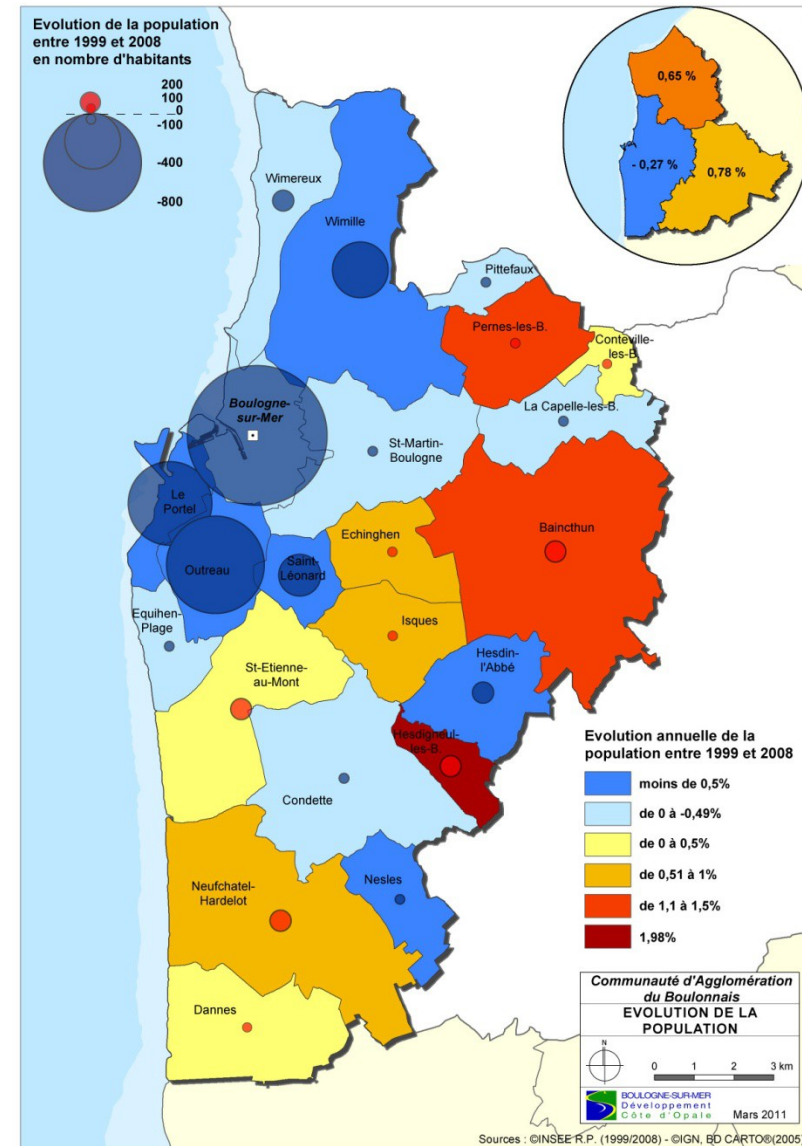 Evolution de la population
entre 1999 et 2008
en nombre d'habitants
200
100
0
-100
-400
-800
0,65 %
- 0,27 %
0,78 %
Wimereux
Wimille
Pittefaux
Pernes-les-B.
Conteville-
les-B
Boulogne-
sur-Mer
La Capelle-les-B.
St-Martin-
Boulogne
Le
Portel
Echinghen
Baincthun
Outreau
Saint-
Léonard
Equihen-
Plage
Isques
St-Etienne-
au-Mont
Hesdin-
l'Abbé
Hesdigneul-
les-B.
Condette
Neufchatel-
Hardelot
Nesles
Dannes
Evolution annuelle de la
population entre 1999 et 2008
moins de 0,5%
de 0 à -0,49%
de 0 à 0,5%
de 0,51 à 1%
de 1,1 à 1,5%
1,98%
Communauté d'Agglomération
du Boulonnais
EVOLUTION DE LA
POPULATION
N
0 1 2 3 km
BOULOGNE-SUR-MER
Développement
Côte d'Opale
Mars 2011
Sources : ©INSEE R.P. (1999/2008) - ©IGN, BD CARTO®(2005)